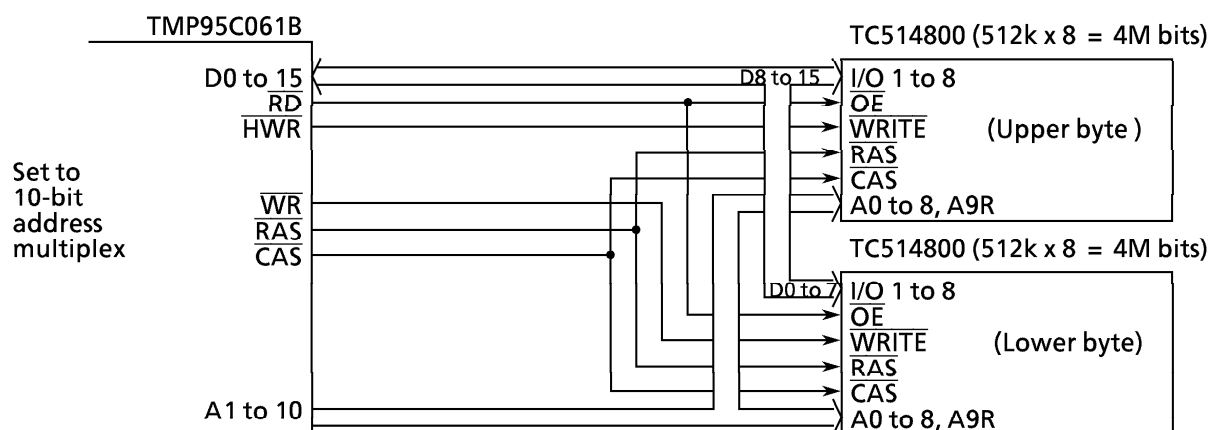 TMP95C061B
TC514800 (512k x 8 = 4M bits)
D0 to 15
D8 to 15
I/O 1 to 8
RD
OE
HWR
WRITE
(Upper byte )
RAS
CAS
Set to
10-bit
address
multiplex
WR
A0 to 8, A9R
RAS
CAS
TC514800 (512k x 8 = 4M bits)
D0 to 7
I/O 1 to 8
OE
WRITE
(Lower byte)
RAS
CAS
A1 to 10
A0 to 8, A9R